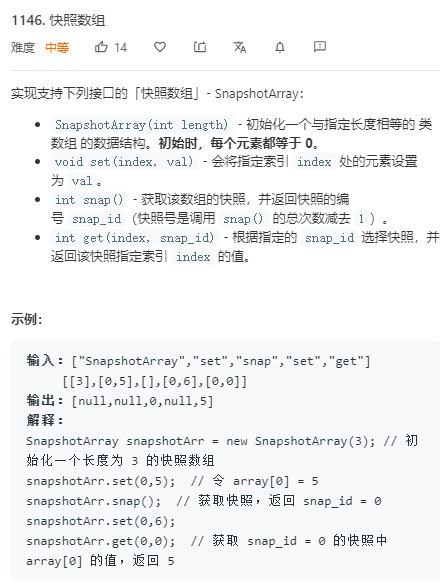 1146. 快照数组
难度 中等 14
实现支持下列接口的「快照数组」- SnapshotArray：
• SnapshotArray(int length) - 初始化一个与指定长度相等的 类
数组 的数据结构。初始时，每个元素都等于 0。
• void set(index, val) - 会将指定索引 index 处的元素设置
为 val。
• int snap() - 获取该数组的快照，并返回快照的编
号 snap_id（快照号是调用 snap() 的总次数减去 1）。
• int get(index, snap_id) - 根据指定的 snap_id 选择快照，并
返回该快照指定索引 index 的值。
示例：
输入：["SnapshotArray","set","snap","set","get"]
[[3],[0,5],[],[0,6],[0,0]]
输出：[null,null,0,null,5]
解释：
SnapshotArray snapshotArr = new SnapshotArray(3); // 初
始化一个长度为 3 的快照数组
snapshotArr.set(0,5);  // 令 array[0] = 5
snapshotArr.snap();  // 获取快照，返回 snap_id = 0
snapshotArr.set(0,6);
snapshotArr.get(0,0);  // 获取 snap_id = 0 的快照中
array[0] 的值，返回 5